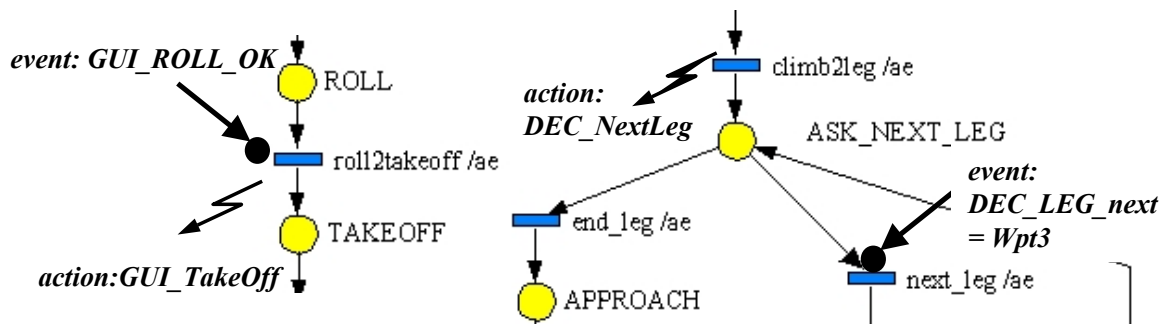 event: GUI_ROLL_OK
ROLL
roll2takeoff /ae
TAKEOFF
action:GUI_TakeOff
climb2leg /ae
action:
DEC_NextLeg
ASK_NEXT_LEG
event:
DEC_LEG_next
= Wpt3
end_leg /ae
next_leg /ae
APPROACH